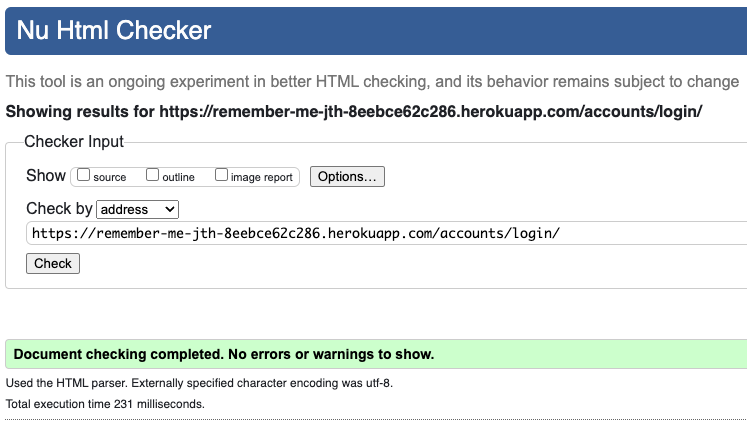 Nu Html Checker
This tool is an ongoing experiment in better HTML checking, and its behavior remains subject to change
Showing results for https://remember-me-jth-8eebce62c286.herokuapp.com/accounts/login/
Checker Input
Show source outline image report Options...
Check by address
https://remember-me-jth-8eebce62c286.herokuapp.com/accounts/login/
Check
Document checking completed. No errors or warnings to show.
Used the HTML parser. Externally specified character encoding was utf-8.
Total execution time 231 milliseconds.